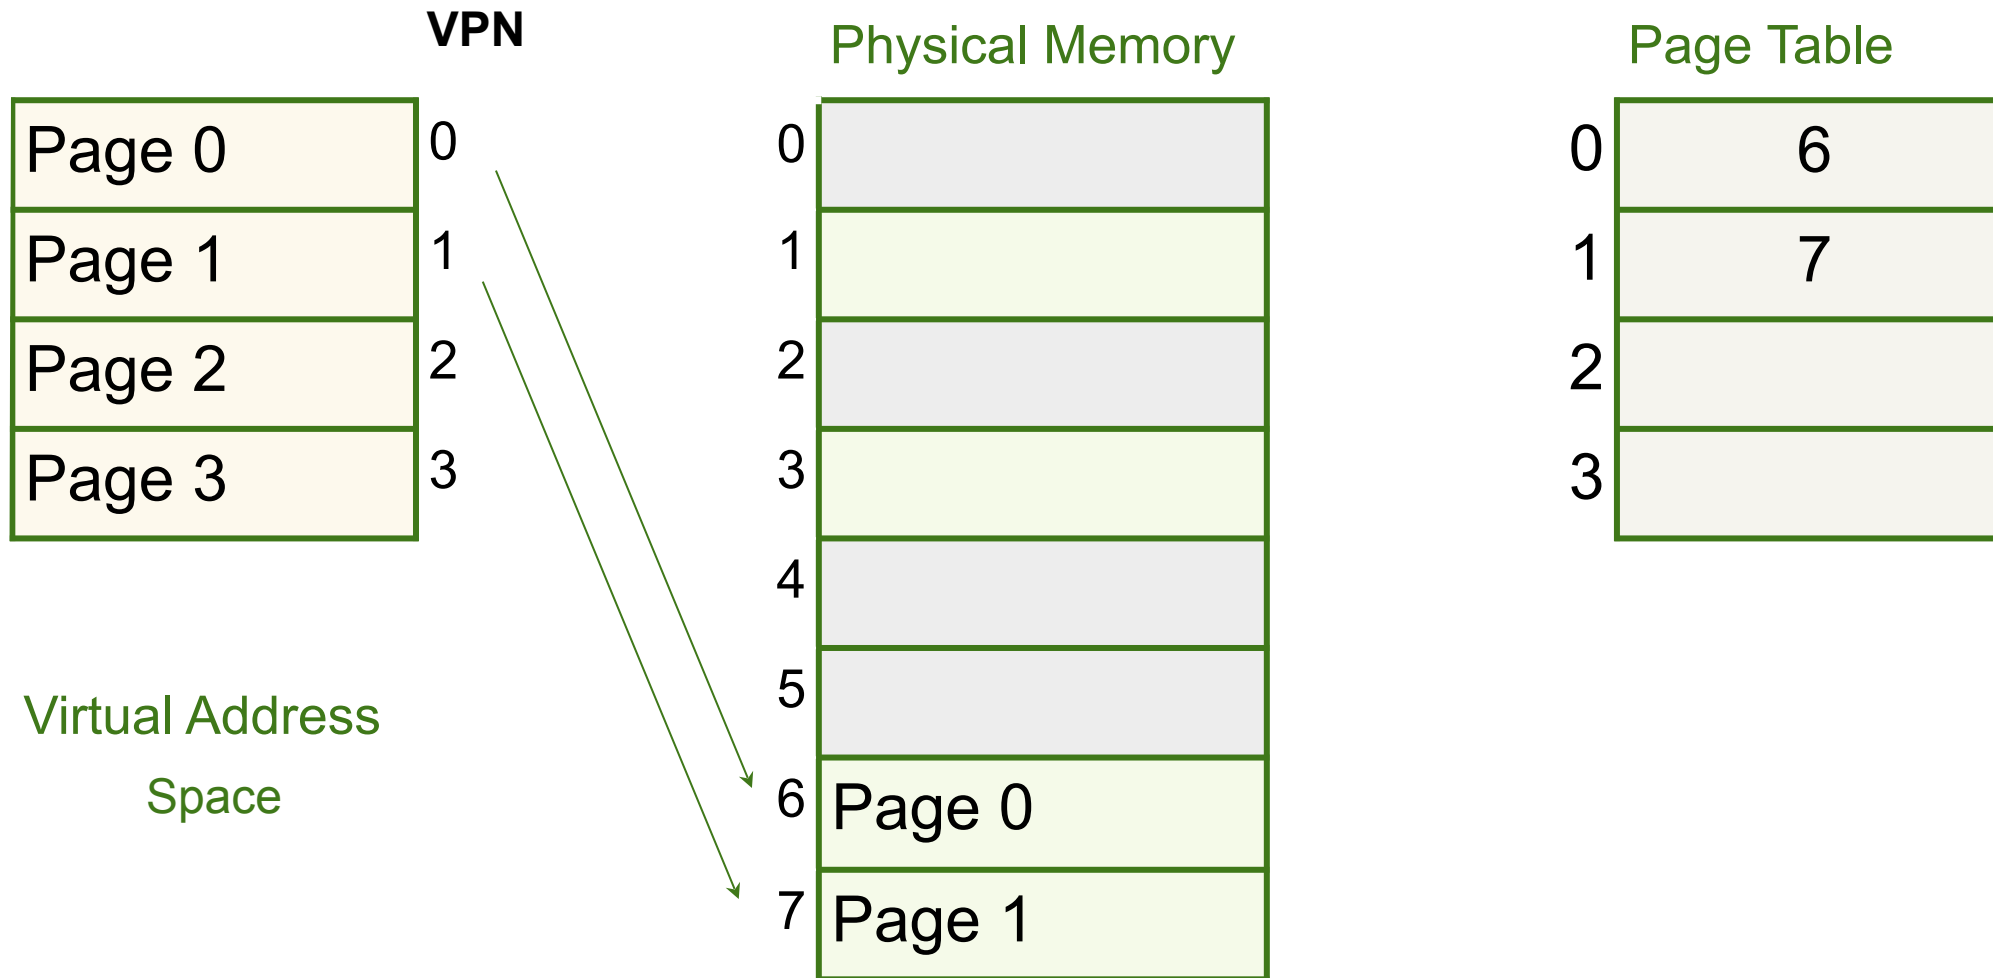 VPN
Physical Memory
Page Table
Page 0 0
Page 1 1
Page 2 2
Page 3 3
Virtual Address
Space
0
1
2
3
4
5
6 Page 0
7 Page 1
0 6
1 7
2
3